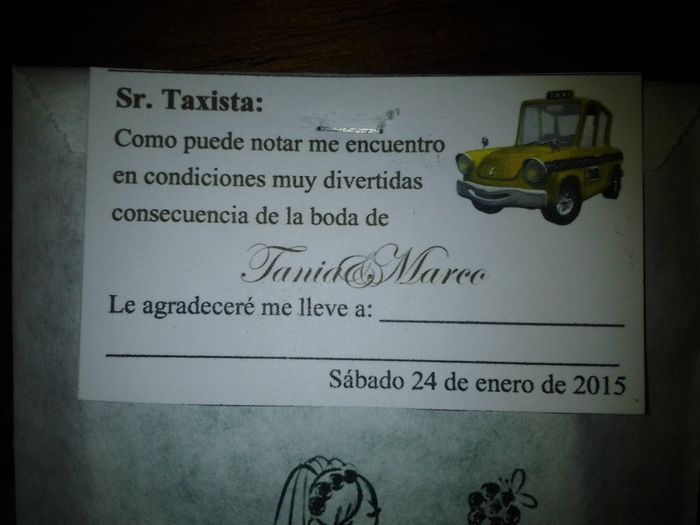 Sr. Taxista:
TAXI
Como puede notar me encuentro
en condiciones muy divertidas
consecuencia de la boda de
Tania&Marco
Le agradeceré me lleve a:
Sábado 24 de enero de 2015